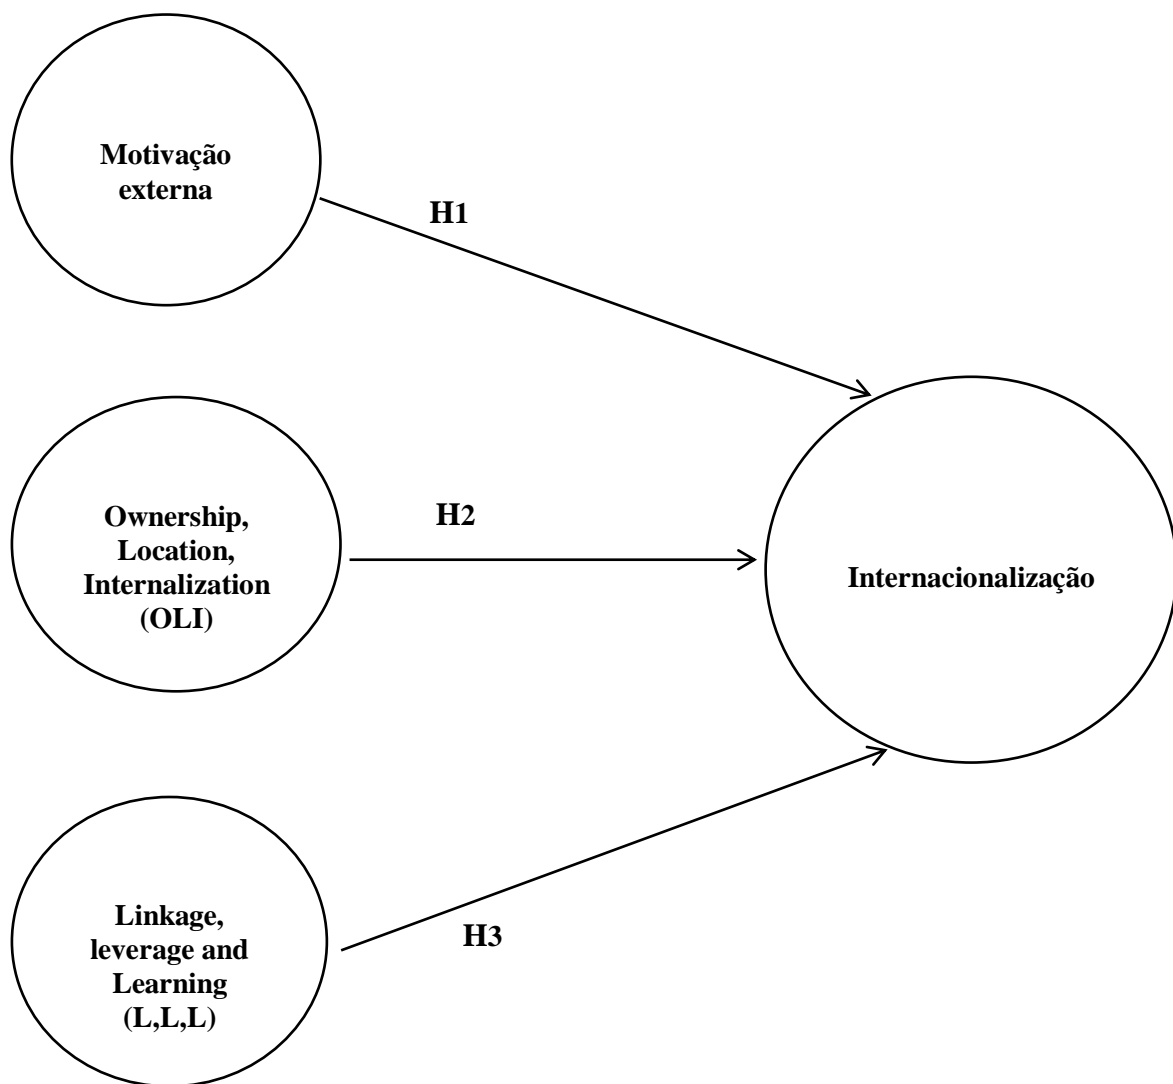 Motivação
externa
H1
Ownership,
Location,
Internalization
(OLI)
H2
Internacionalização
Linkage,
leverage and
Learning
(L,L,L)
H3